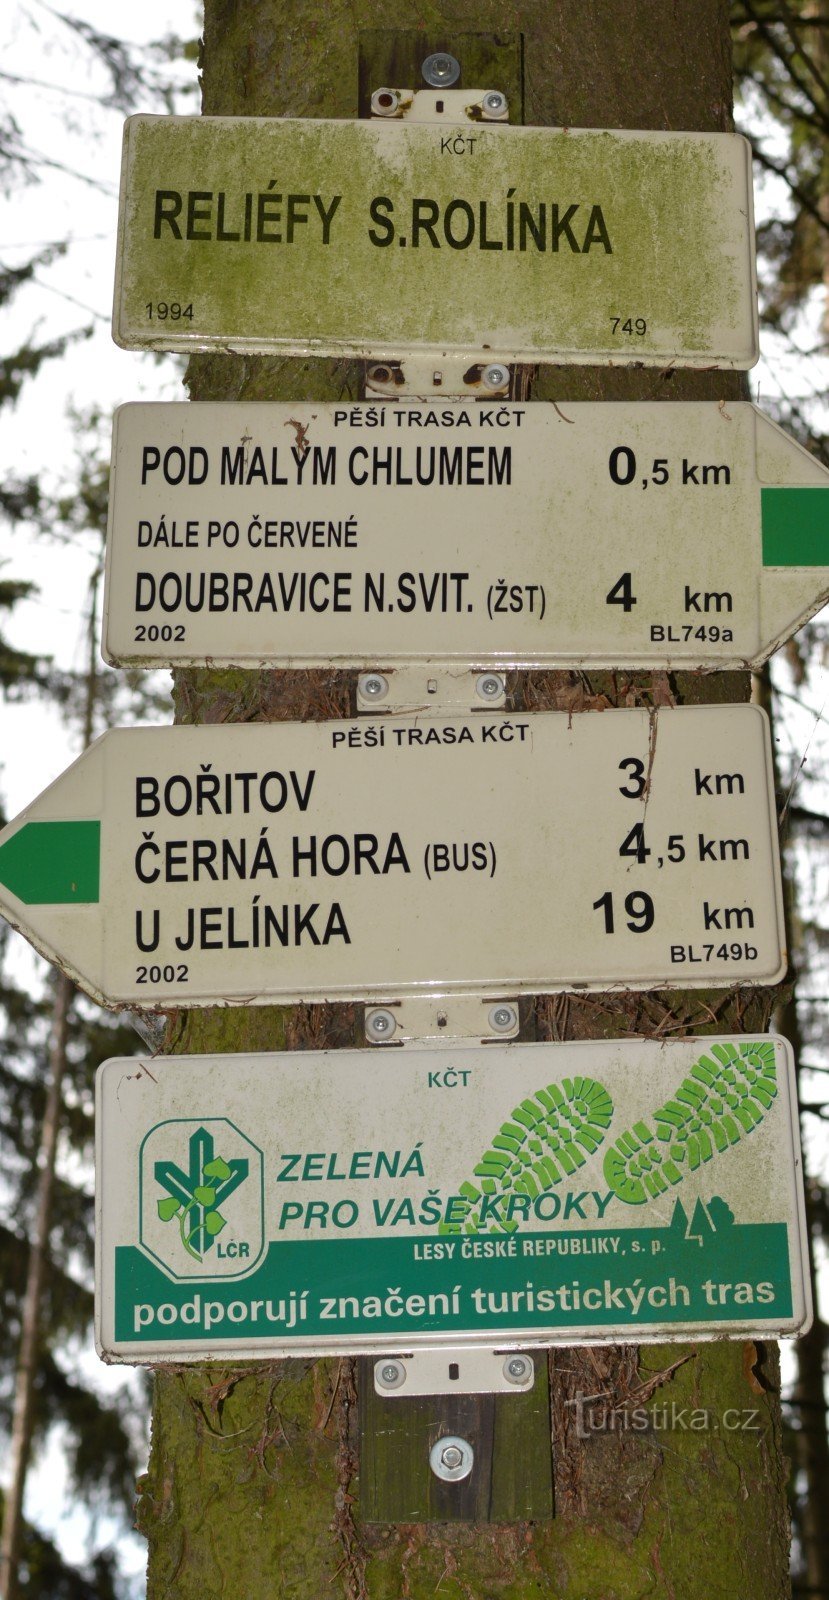 KČT
RELIÉFY S.ROLÍNKA
1994 749
PĚŠÍ TRASA KČT
POD MALÝM CHLUMEM 0,5 km
DÁLE PO ČERVENÉ
DOUBRAVICE N.SVIT. (ŽST) 4 km
2002 BL749a
PĚŠÍ TRASA KČT
BOŘITOV 3 km
ČERNÁ HORA (BUS) 4,5 km
U JELÍNKA 19 km
2002 BL749b
KČT
ZELENÁ
PRO VAŠE KROKY
LČR
LESY ČESKÉ REPUBLIKY, s. p.
podporují značení turistických tras
Turistika.cz